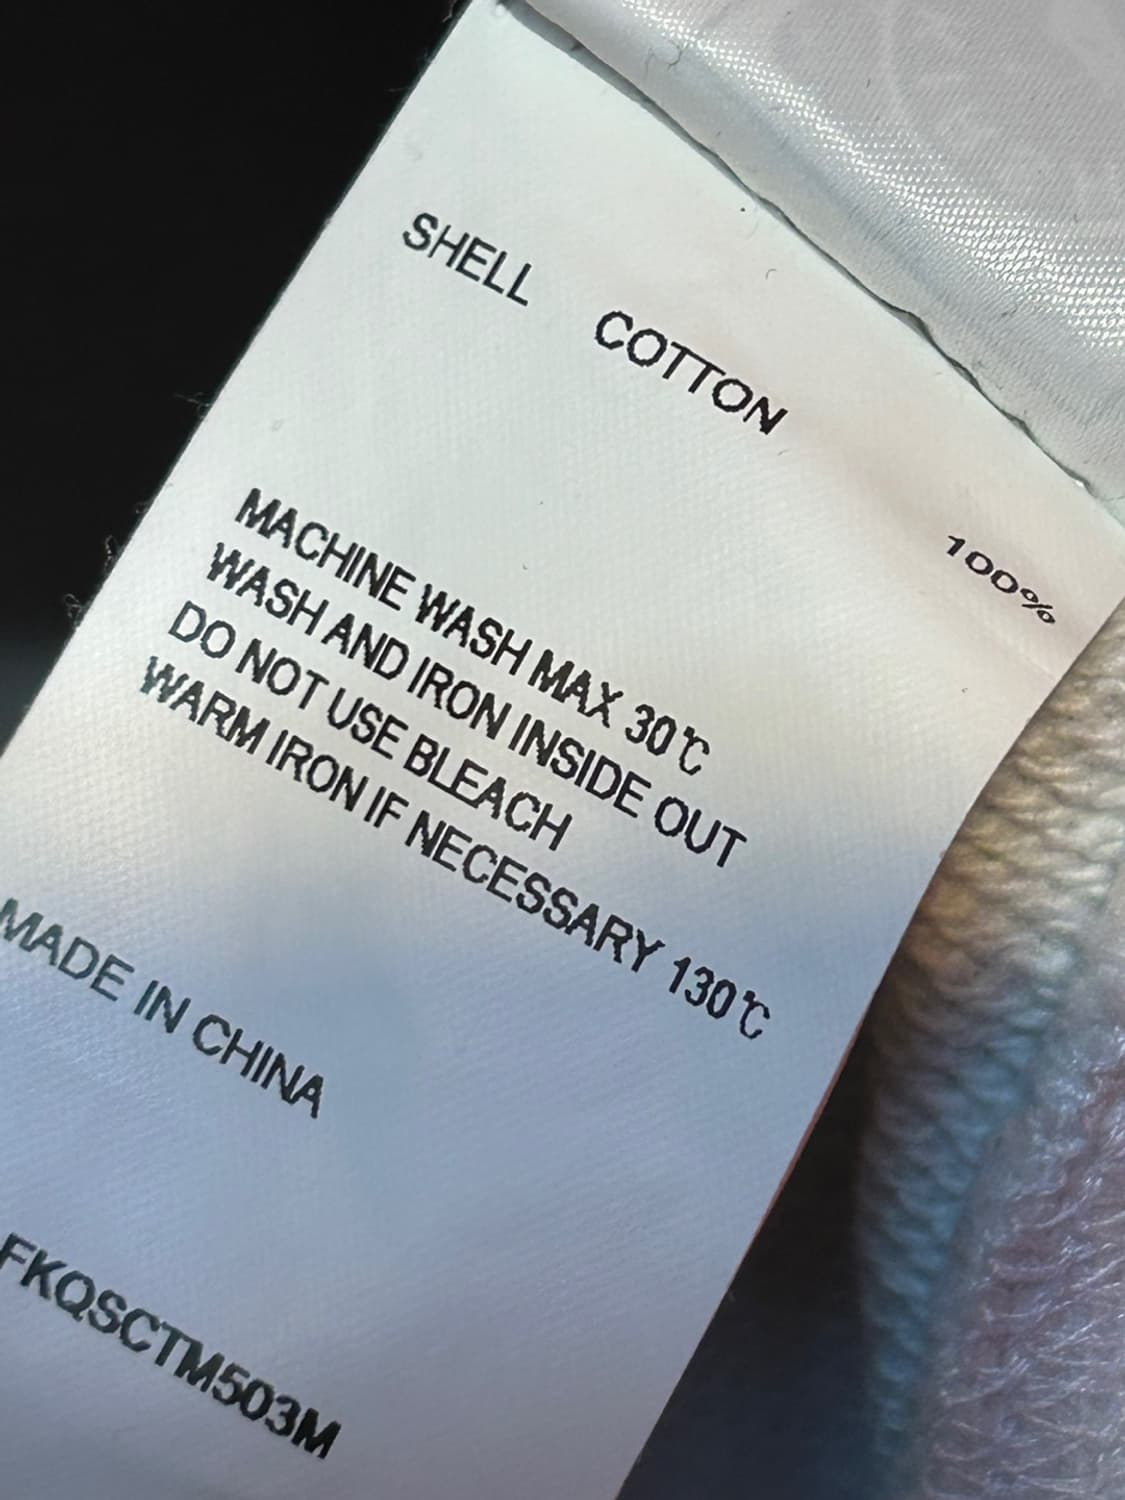 SHELL COTTON 100%
MACHINE WASH MAX 30℃
WASH AND IRON INSIDE OUT
DO NOT USE BLEACH
WARM IRON IF NECESSARY 130℃
MADE IN CHINA
FKQSCTM503M